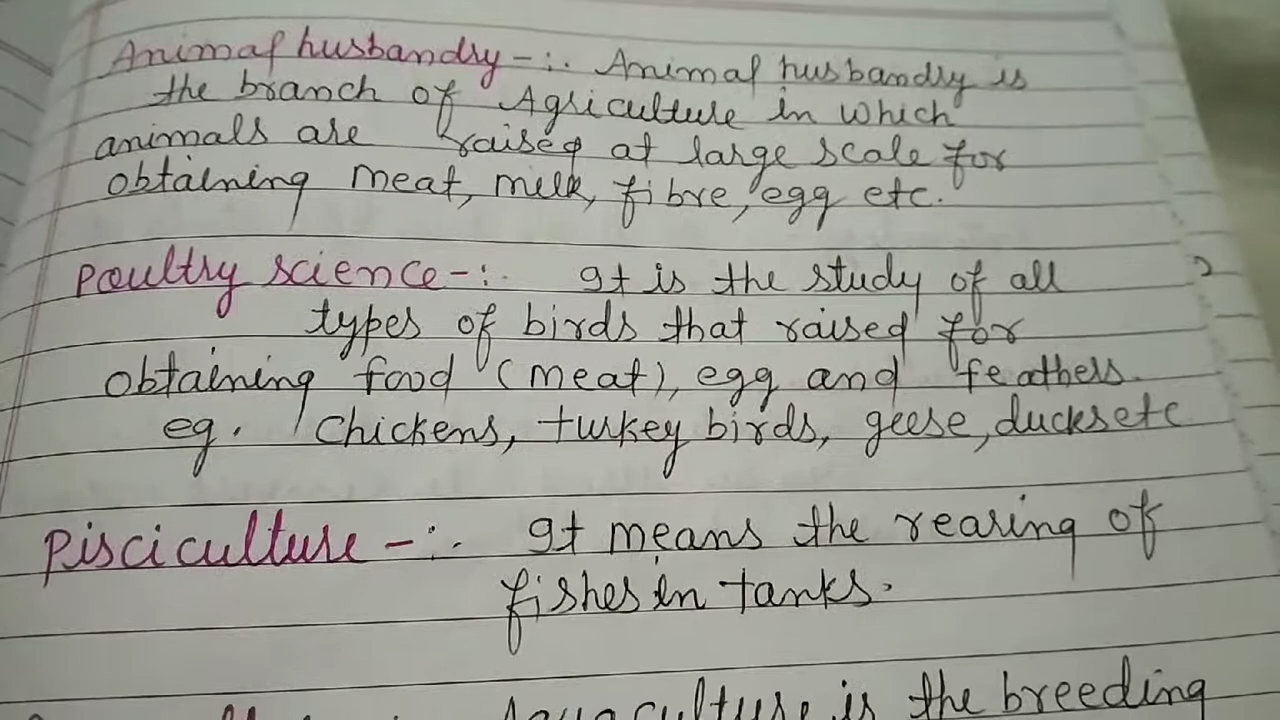 Animal husbandry -:. Animal husbandry is
the branch of Agriculture in which
animals are raised at large scale for
obtaining meat, milk, fibre, egg etc.
Poultry science -:. It is the study of all
types of birds that raised for
obtaining food (meat), egg and feathers.
eg. Chickens, turkey birds, geese, ducks etc
Pisciculture -:. It means the rearing of
fishes in tanks.
Aquaculture is the breeding